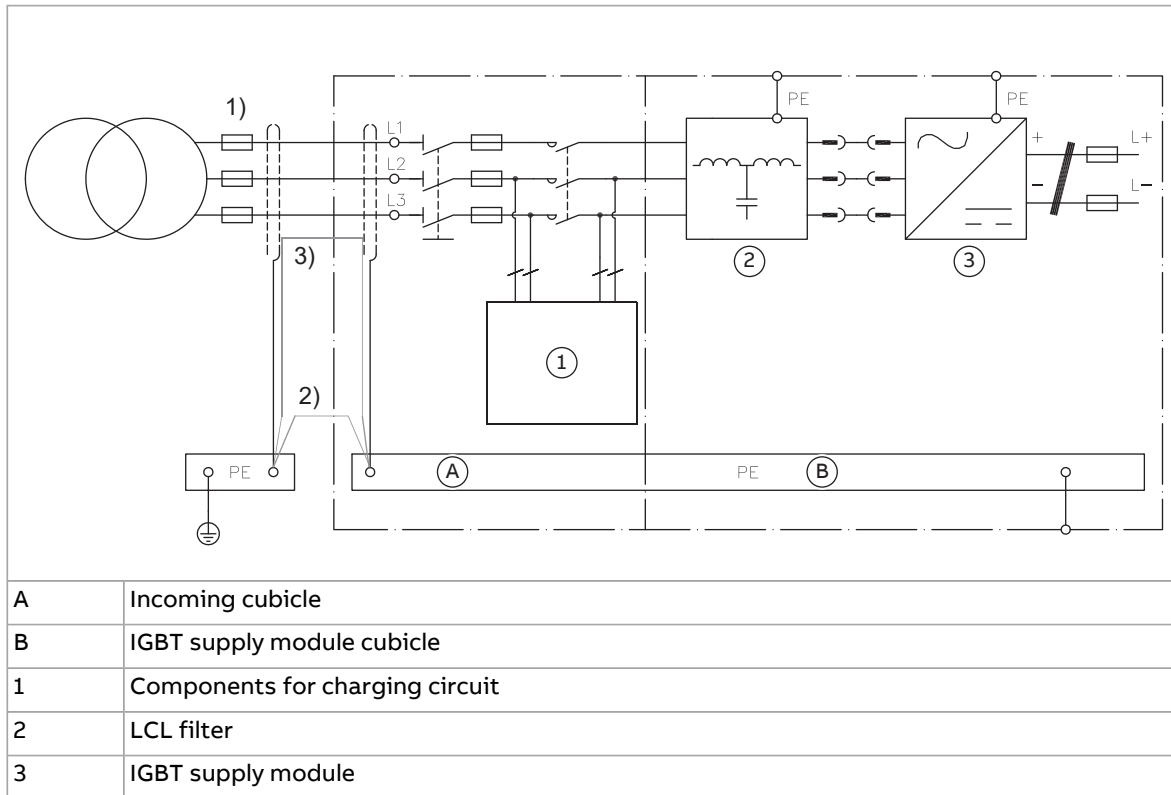 1)
PE
PE
L1
L2
L3
+
-
L+
L-
3)
2
3
1
2)
PE
A
PE
B
A Incoming cubicle
B IGBT supply module cubicle
1 Components for charging circuit
2 LCL filter
3 IGBT supply module